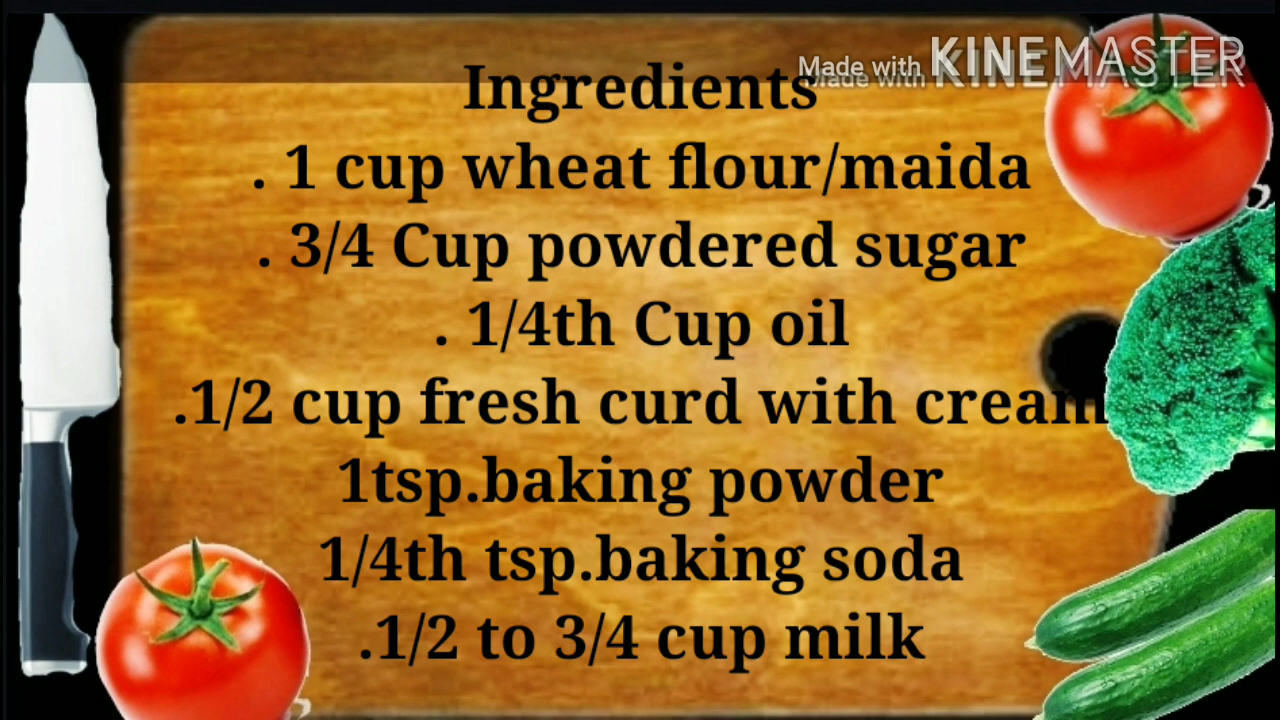 Made with KINEMASTER
Ingredients
. 1 cup wheat flour/maida
. 3/4 Cup powdered sugar
. 1/4th Cup oil
.1/2 cup fresh curd with cream
1tsp.baking powder
1/4th tsp.baking soda
.1/2 to 3/4 cup milk